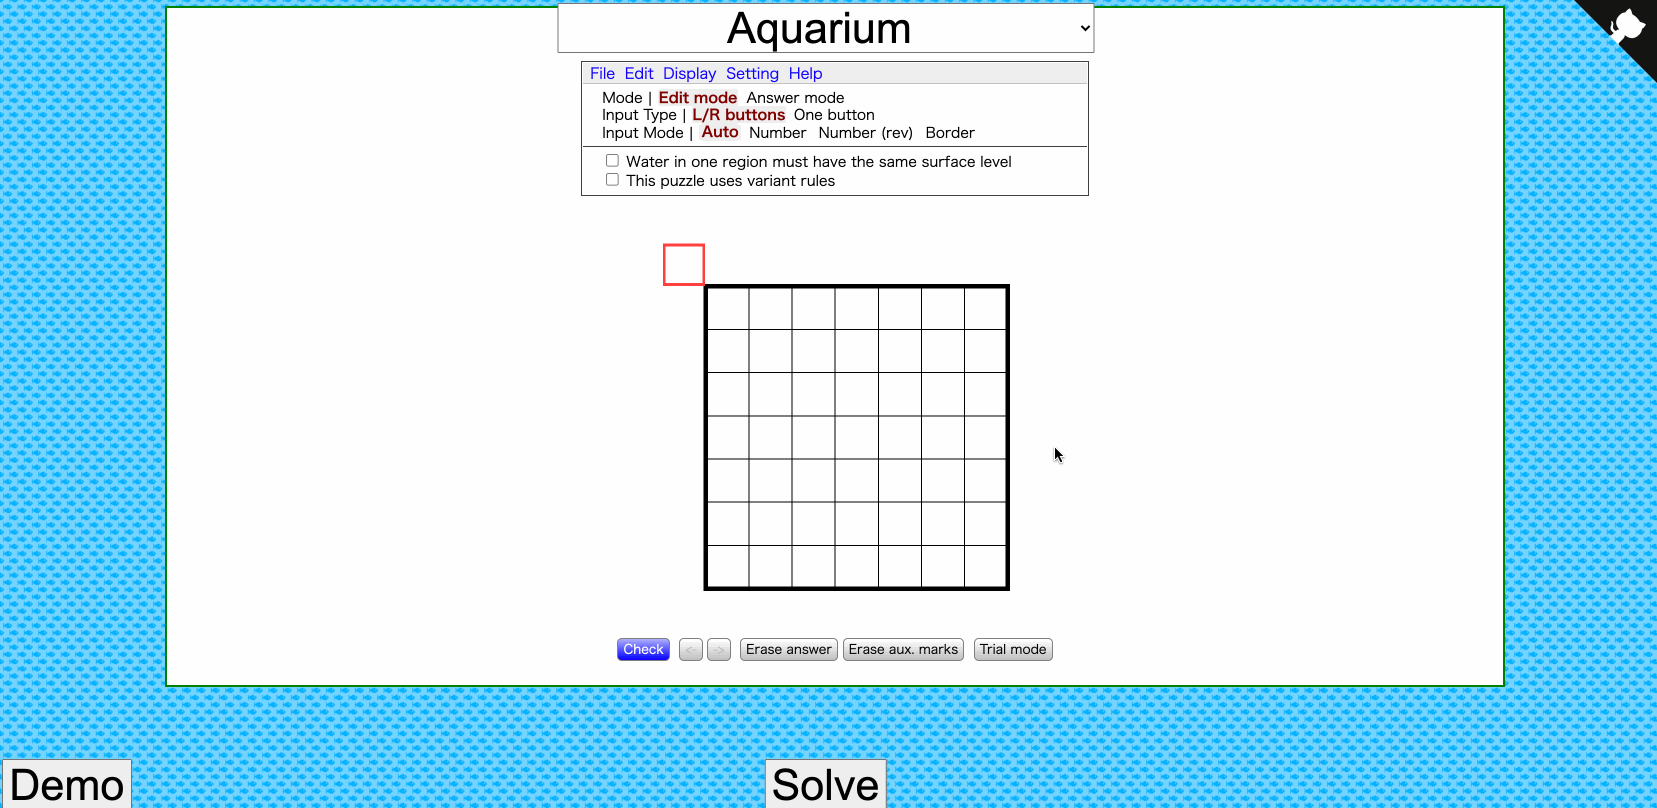 Aquarium
File Edit Display Setting Help
Mode | Edit mode Answer mode
Input Type | L/R buttons One button
Input Mode | Auto Number Number (rev) Border
Water in one region must have the same surface level
This puzzle uses variant rules
Check <- -> Erase answer Erase aux. marks Trial mode
Demo Solve